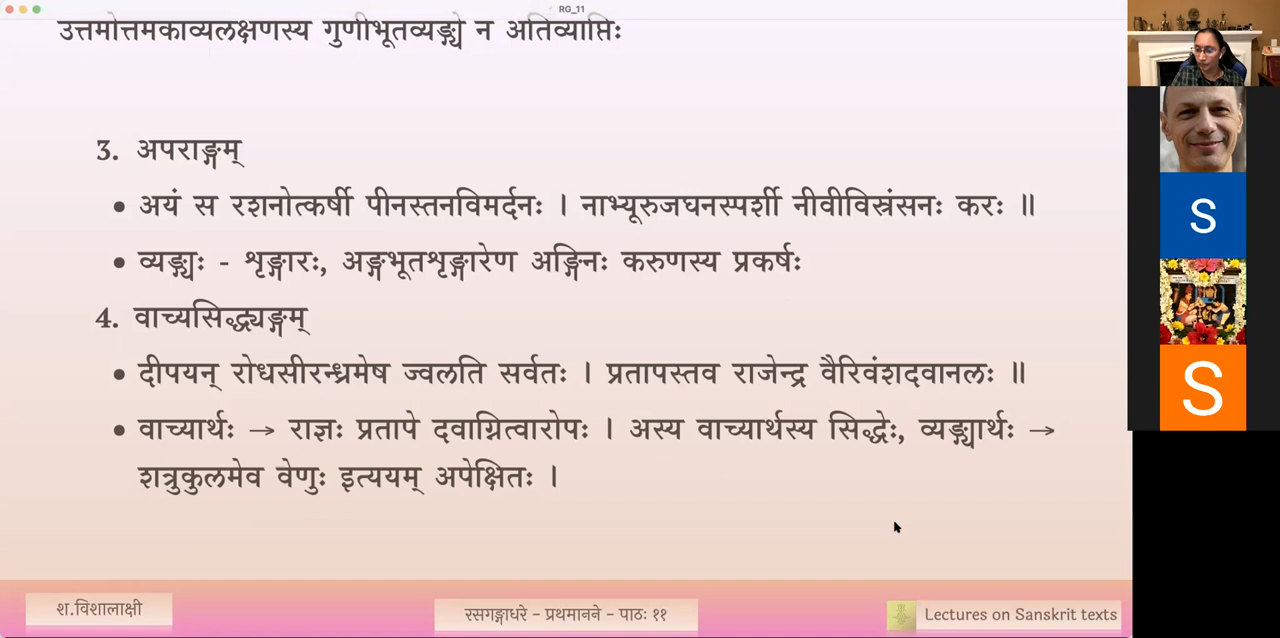 RG_11
उत्तमोत्तमकाव्यलक्षणस्य गुणीभूतव्यङ्ग्ये न अतिव्याप्तिः
3. अपराङ्गम्
• अयं स रशनोत्कर्षी पीनस्तनविमर्दनः । नाभ्यूरुजघनस्पर्शी नीवीविस्रंसनः करः ॥
• व्यङ्ग्यः - शृङ्गारः, अङ्गभूतशृङ्गारेण अङ्गिनः करुणस्य प्रकर्षः
4. वाच्यसिद्ध्यङ्गम्
• दीपयन् रोधसीरन्ध्रमेष ज्वलति सर्वतः । प्रतापस्तव राजेन्द्र वैरिवंशदवानलः ॥
• वाच्यार्थः → राज्ञः प्रतापे दवाग्नित्वारोपः । अस्य वाच्यार्थस्य सिद्धेः, व्यङ्ग्यार्थः →
शत्रुकुलमेव वेणुः इत्ययम् अपेक्षितः ।
श.विशालाक्षी
रसगङ्गाधरे - प्रथमानने - पाठः ११
Lectures on Sanskrit texts
S
S